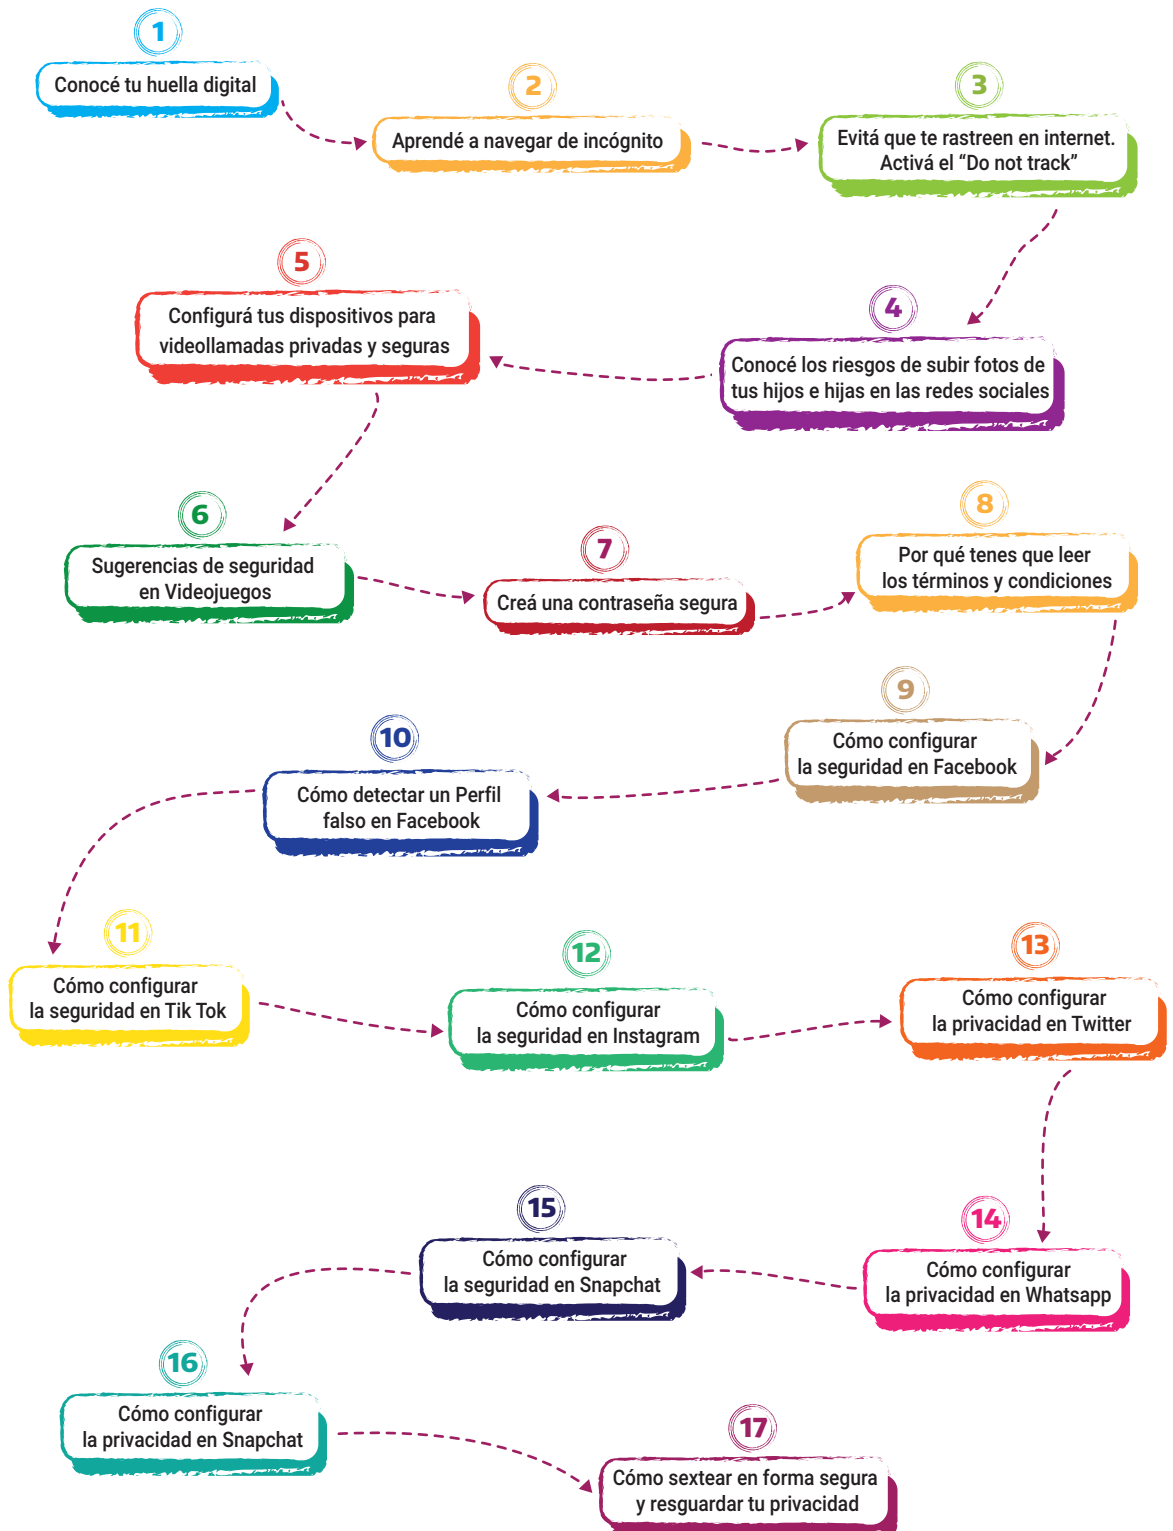 1
Conocé tu huella digital
2
Aprendé a navegar de incógnito
3
Evitá que te rastreen en internet.
Activá el “Do not track”
4
Conocé los riesgos de subir fotos de
tus hijos e hijas en las redes sociales
5
Configurá tus dispositivos para
videollamadas privadas y seguras
6
Sugerencias de seguridad
en Videojuegos
7
Creá una contraseña segura
8
Por qué tenes que leer
los términos y condiciones
9
Cómo configurar
la seguridad en Facebook
10
Cómo detectar un Perfil
falso en Facebook
11
Cómo configurar
la seguridad en Tik Tok
12
Cómo configurar
la seguridad en Instagram
13
Cómo configurar
la privacidad en Twitter
14
Cómo configurar
la privacidad en Whatsapp
15
Cómo configurar
la seguridad en Snapchat
16
Cómo configurar
la privacidad en Snapchat
17
Cómo sextear en forma segura
y resguardar tu privacidad